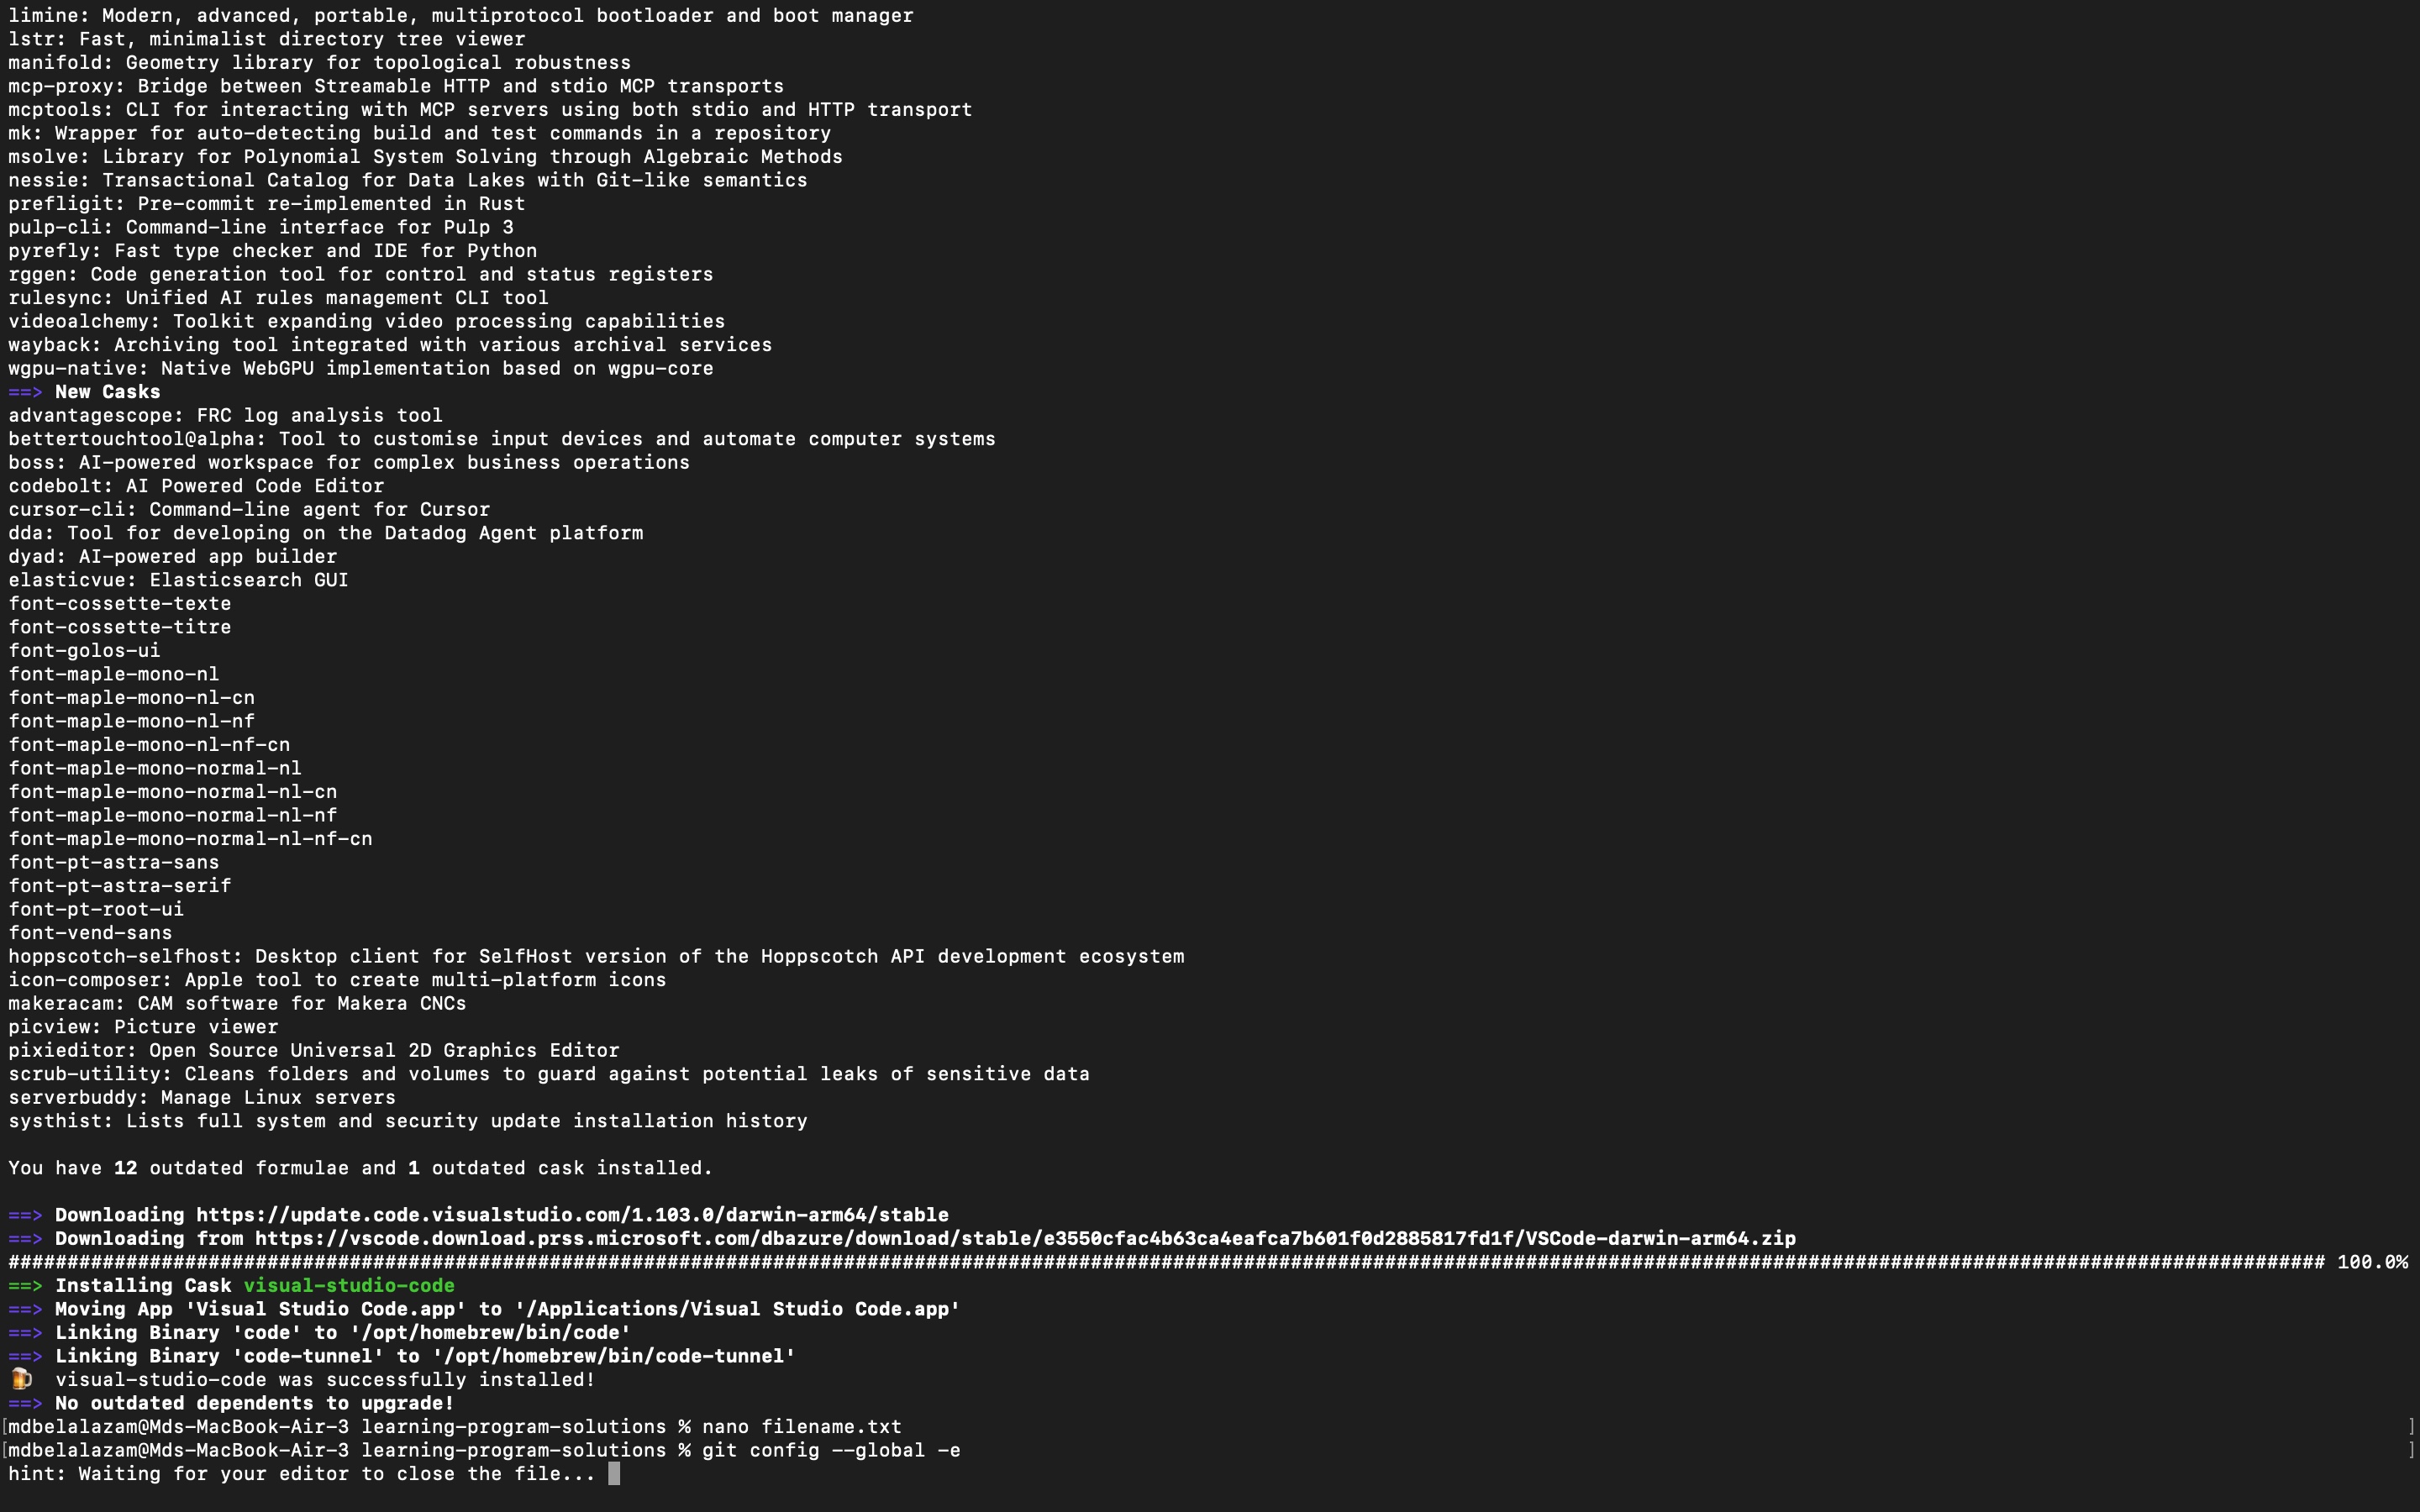 limine: Modern, advanced, portable, multiprotocol bootloader and boot manager
lstr: Fast, minimalist directory tree viewer
manifold: Geometry library for topological robustness
mcp-proxy: Bridge between Streamable HTTP and stdio MCP transports
mcptools: CLI for interacting with MCP servers using both stdio and HTTP transport
mk: Wrapper for auto-detecting build and test commands in a repository
msolve: Library for Polynomial System Solving through Algebraic Methods
nessie: Transactional Catalog for Data Lakes with Git-like semantics
prefligit: Pre-commit re-implemented in Rust
pulp-cli: Command-line interface for Pulp 3
pyrefly: Fast type checker and IDE for Python
rggen: Code generation tool for control and status registers
rulesync: Unified AI rules management CLI tool
videoalchemy: Toolkit expanding video processing capabilities
wayback: Archiving tool integrated with various archival services
wgpu-native: Native WebGPU implementation based on wgpu-core
==> New Casks
advantagescope: FRC log analysis tool
bettertouchtool@alpha: Tool to customise input devices and automate computer systems
boss: AI-powered workspace for complex business operations
codebolt: AI Powered Code Editor
cursor-cli: Command-line agent for Cursor
dda: Tool for developing on the Datadog Agent platform
dyad: AI-powered app builder
elasticvue: Elasticsearch GUI
font-cossette-texte
font-cossette-titre
font-golos-ui
font-maple-mono-nl
font-maple-mono-nl-cn
font-maple-mono-nl-nf
font-maple-mono-nl-nf-cn
font-maple-mono-normal-nl
font-maple-mono-normal-nl-cn
font-maple-mono-normal-nl-nf
font-maple-mono-normal-nl-nf-cn
font-pt-astra-sans
font-pt-astra-serif
font-pt-root-ui
font-vend-sans
hoppscotch-selfhost: Desktop client for SelfHost version of the Hoppscotch API development ecosystem
icon-composer: Apple tool to create multi-platform icons
makeracam: CAM software for Makera CNCs
picview: Picture viewer
pixieditor: Open Source Universal 2D Graphics Editor
scrub-utility: Cleans folders and volumes to guard against potential leaks of sensitive data
serverbuddy: Manage Linux servers
systhist: Lists full system and security update installation history
You have 12 outdated formulae and 1 outdated cask installed.
==> Downloading https://update.code.visualstudio.com/1.103.0/darwin-arm64/stable
==> Downloading from https://vscode.download.prss.microsoft.com/dbazure/download/stable/e3550cfac4b63ca4eafca7b601f0d2885817fd1f/VSCode-darwin-arm64.zip
##################################################################################################################################################################################################### 100.0%
==> Installing Cask visual-studio-code
==> Moving App 'Visual Studio Code.app' to '/Applications/Visual Studio Code.app'
==> Linking Binary 'code' to '/opt/homebrew/bin/code'
==> Linking Binary 'code-tunnel' to '/opt/homebrew/bin/code-tunnel'
🍺 visual-studio-code was successfully installed!
==> No outdated dependents to upgrade!
[mdbelalazam@Mds-MacBook-Air-3 learning-program-solutions % nano filename.txt ]
[mdbelalazam@Mds-MacBook-Air-3 learning-program-solutions % git config --global -e ]
hint: Waiting for your editor to close the file...